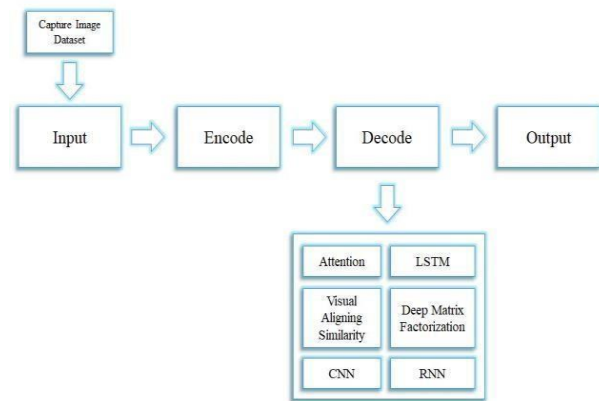 Capture Image
Dataset
Input
Encode
Decode
Output
Attention
LSTM
Visual
Aligning
Similarity
Deep Matrix
Factorization
CNN
RNN